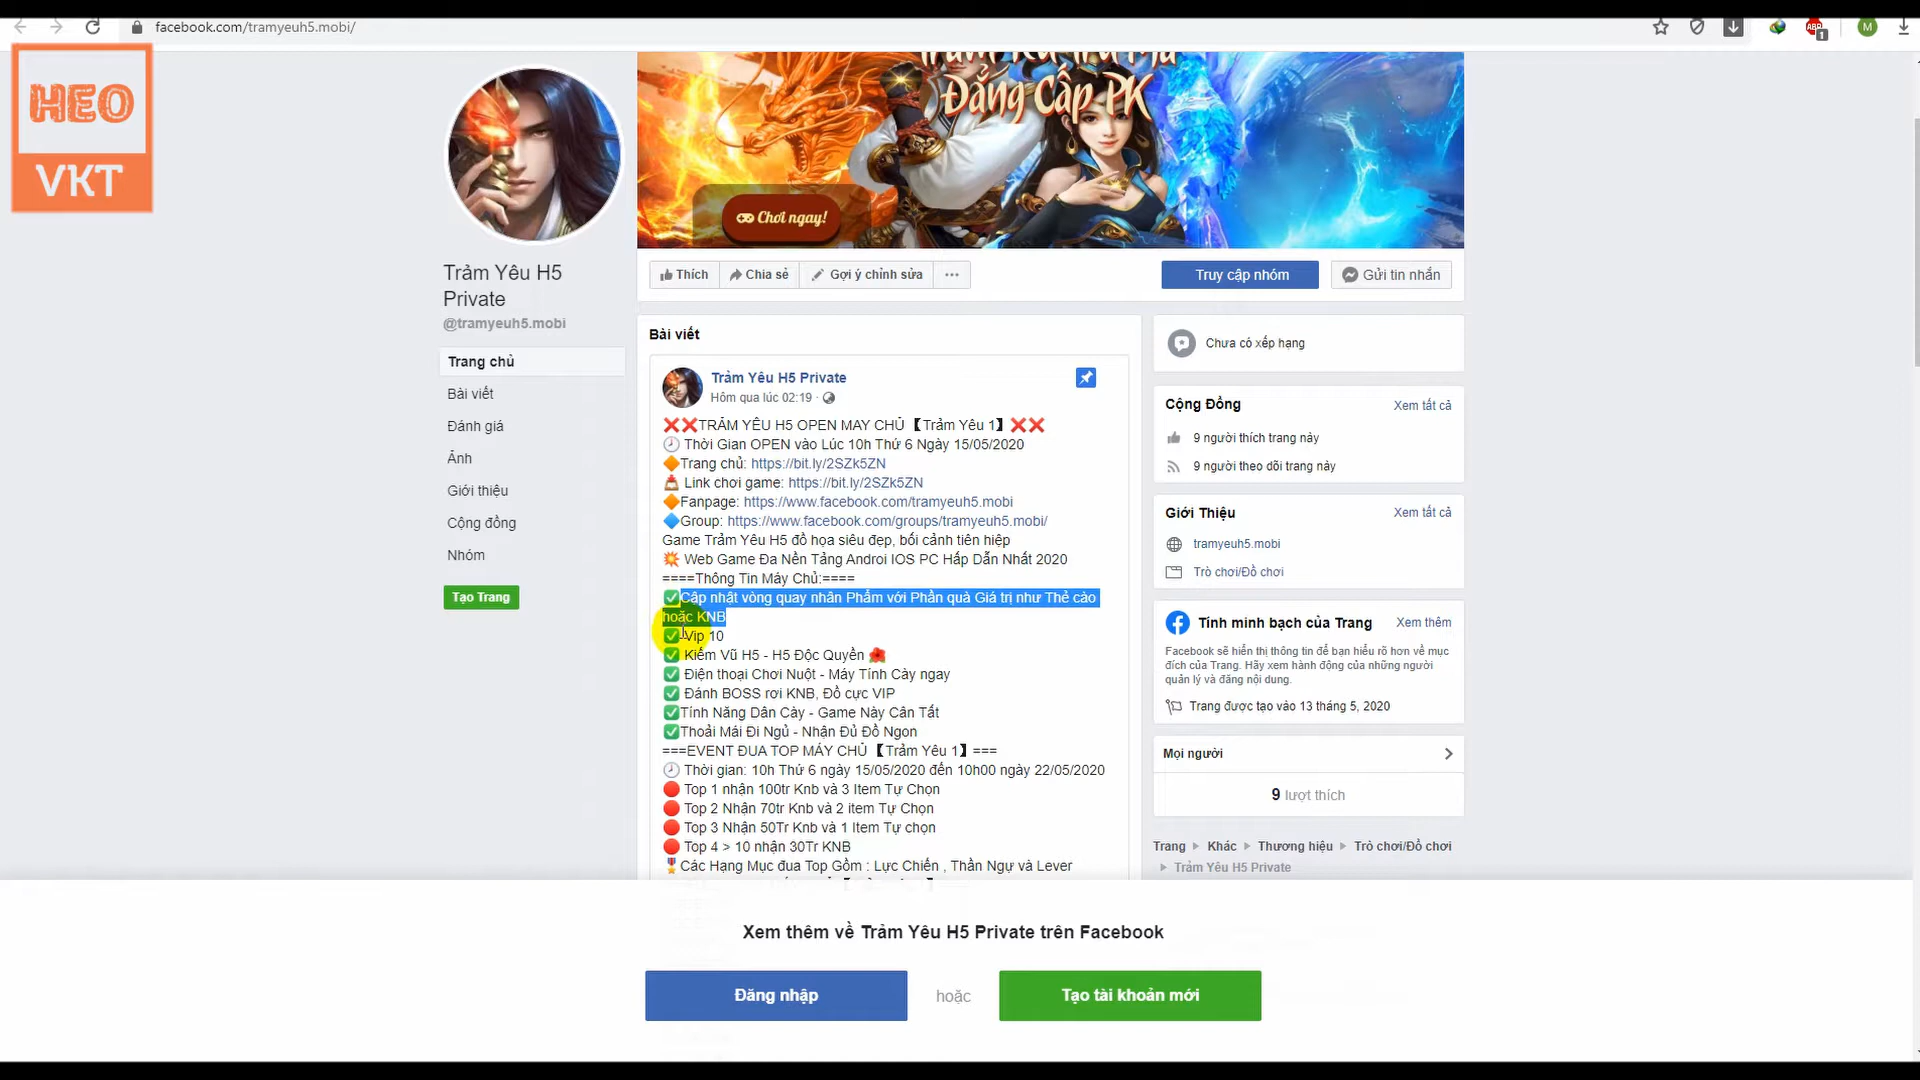 facebook.com/tramyeuh5.mobi/
HEO
VKT
Đẳng Cấp PK
Chơi ngay!
Thích
Chia sẻ
Gợi ý chỉnh sửa
Truy cập nhóm
Gửi tin nhắn
Trảm Yêu H5
Private
@tramyeuh5.mobi
Trang chủ
Bài viết
Đánh giá
Ảnh
Giới thiệu
Cộng đồng
Nhóm
Tạo Trang
Bài viết
Trảm Yêu H5 Private
Hôm qua lúc 02:19 ·
❌❌TRẢM YÊU H5 OPEN MAY CHỦ【Trảm Yêu 1】❌❌
🕗 Thời Gian OPEN vào Lúc 10h Thứ 6 Ngày 15/05/2020
🔶Trang chủ: https://bit.ly/2SZk5ZN
Link chơi game: https://bit.ly/2SZk5ZN
🔶Fanpage: https://www.facebook.com/tramyeuh5.mobi
🔷Group: https://www.facebook.com/groups/tramyeuh5.mobi/
Game Trảm Yêu H5 đồ họa siêu đẹp, bối cảnh tiên hiệp
💥 Web Game Đa Nền Tảng Androi IOS PC Hấp Dẫn Nhất 2020
====Thông Tin Máy Chủ:====
✅Cập nhật vòng quay nhân Phẩm với Phần quà Giá trị như Thẻ cào
hoặc KNB
✅ Vip 10
✅ Kiếm Vũ H5 - H5 Độc Quyền 🌺
✅ Điện thoại Chơi Nuột - Máy Tính Cày ngay
✅ Đánh BOSS rơi KNB, Đồ cực VIP
✅Tính Năng Dân Cày - Game Này Cân Tất
✅Thoải Mái Đi Ngủ - Nhận Đủ Đồ Ngon
===EVENT ĐUA TOP MÁY CHỦ【Trảm Yêu 1】===
🕗 Thời gian: 10h Thứ 6 ngày 15/05/2020 đến 10h00 ngày 22/05/2020
🔴 Top 1 nhận 100tr Knb và 3 Item Tự Chọn
🔴 Top 2 Nhận 70tr Knb và 2 item Tự Chọn
🔴 Top 3 Nhận 50Tr Knb và 1 Item Tự chọn
🔴 Top 4 > 10 nhận 30Tr KNB
🎖Các Hạng Mục đua Top Gồm : Lực Chiến , Thần Ngự và Lever
Chưa có xếp hạng
Cộng Đồng
Xem tất cả
9 người thích trang này
9 người theo dõi trang này
Giới Thiệu
Xem tất cả
tramyeuh5.mobi
Trò chơi/Đồ chơi
Tính minh bạch của Trang
Xem thêm
Facebook sẽ hiển thị thông tin để bạn hiểu rõ hơn về mục
đích của Trang. Hãy xem hành động của những người
quản lý và đăng nội dung.
Trang được tạo vào 13 tháng 5, 2020
Mọi người
9 lượt thích
Trang
Khác
Thương hiệu
Trò chơi/Đồ chơi
Trảm Yêu H5 Private
Xem thêm về Trảm Yêu H5 Private trên Facebook
Đăng nhập
hoặc
Tạo tài khoản mới